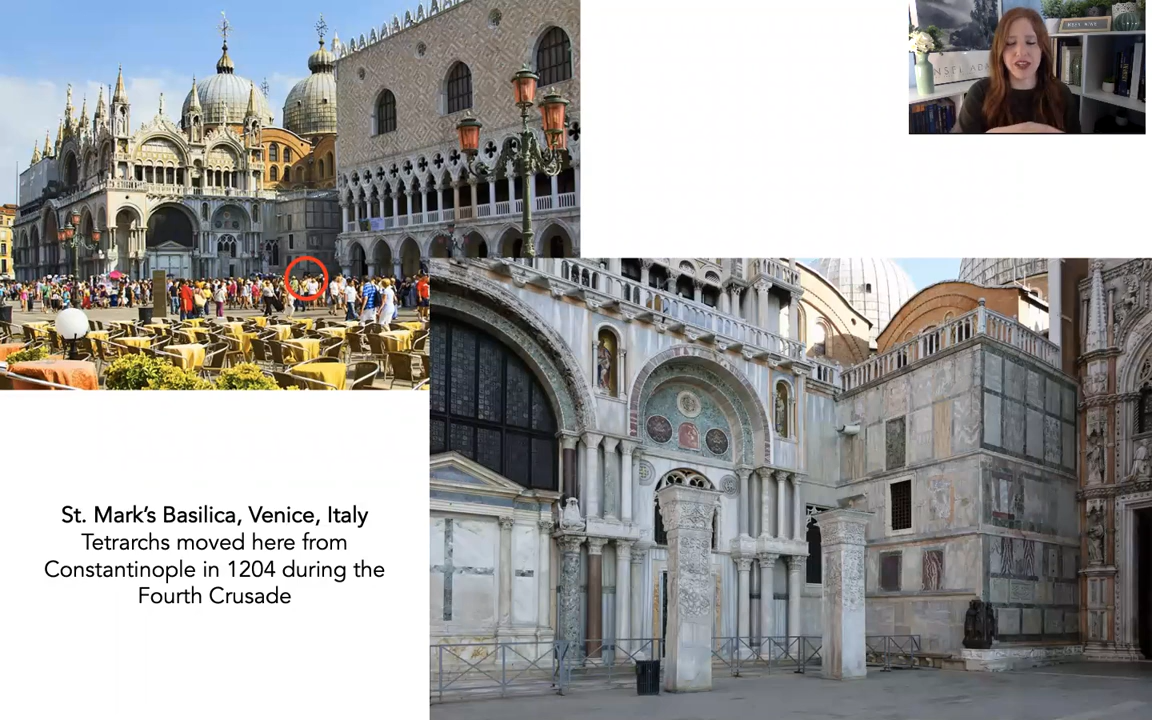 St. Mark's Basilica, Venice, Italy
Tetrarchs moved here from
Constantinople in 1204 during the
Fourth Crusade